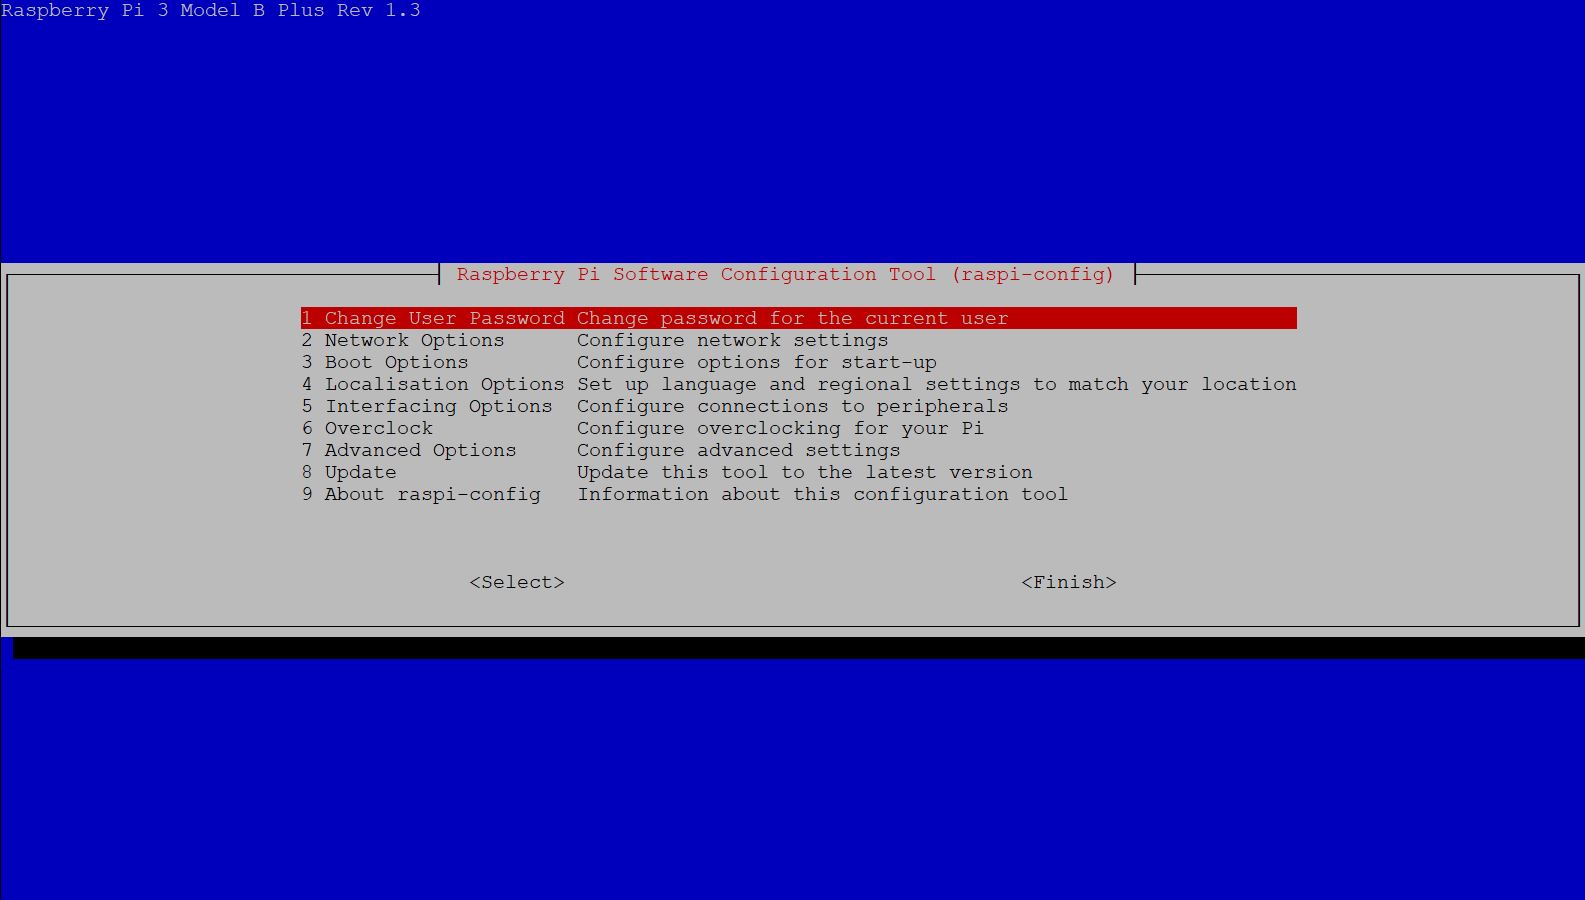 Raspberry Pi 3 Model B Plus Rev 1.3
Raspberry Pi Software Configuration Tool (raspi-config)
1 Change User Password Change password for the current user
2 Network Options Configure network settings
3 Boot Options Configure options for start-up
4 Localisation Options Set up language and regional settings to match your location
5 Interfacing Options Configure connections to peripherals
6 Overclock Configure overclocking for your Pi
7 Advanced Options Configure advanced settings
8 Update Update this tool to the latest version
9 About raspi-config Information about this configuration tool
<Select> <Finish>